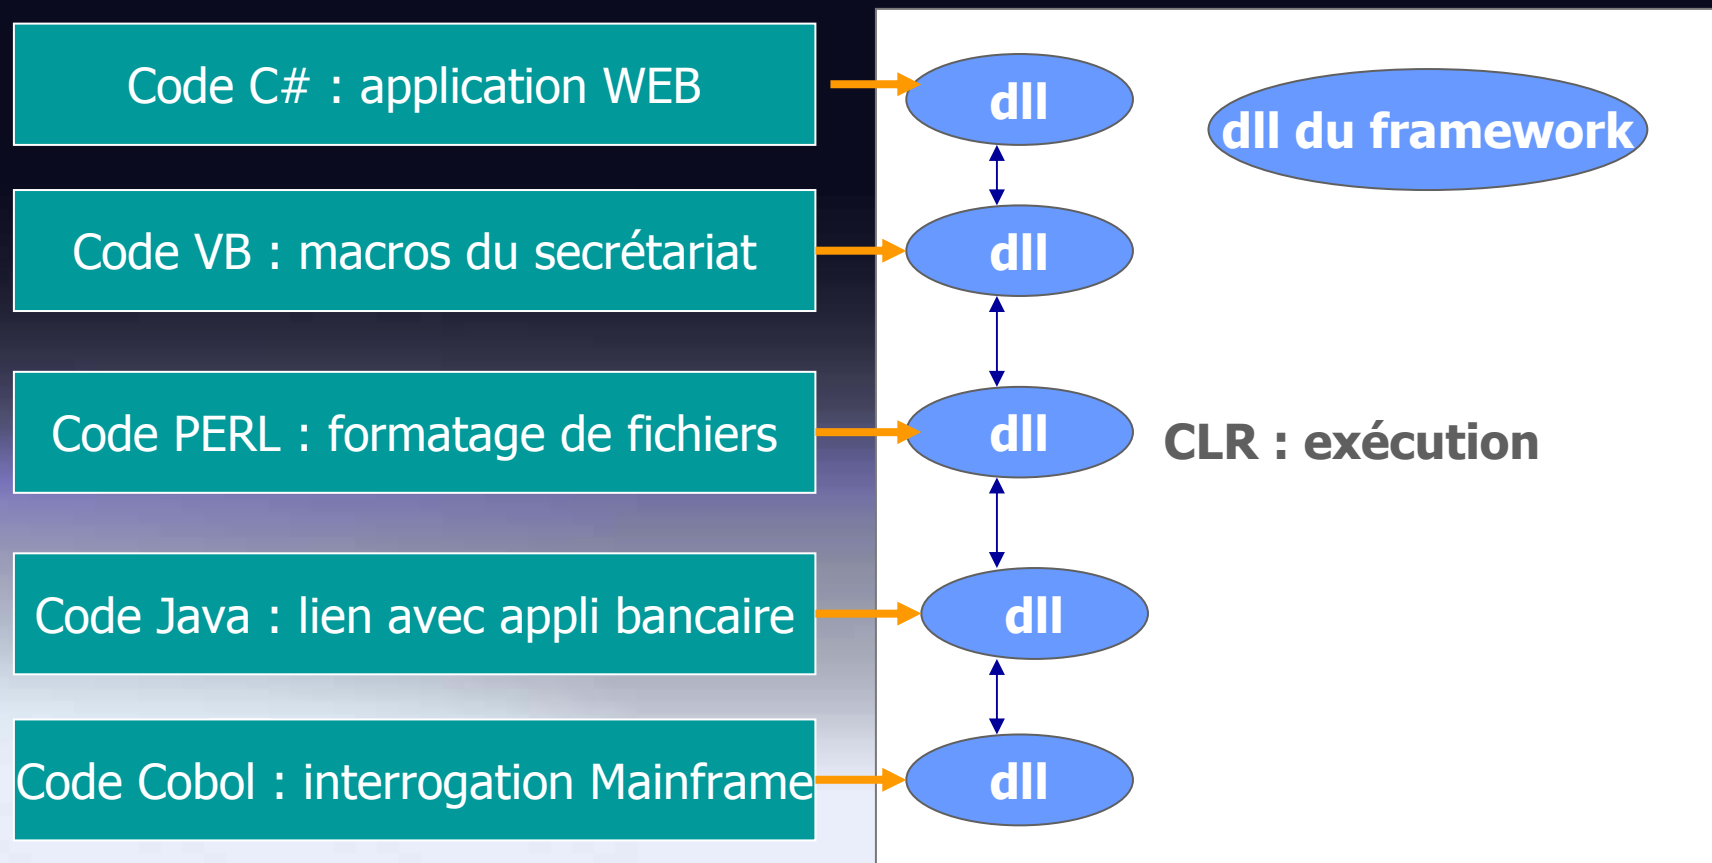 Code C# : application WEB
dll
dll du framework
Code VB : macros du secrétariat
dll
Code PERL : formatage de fichiers
dll
CLR : exécution
Code Java : lien avec appli bancaire
dll
Code Cobol : interrogation Mainframe
dll